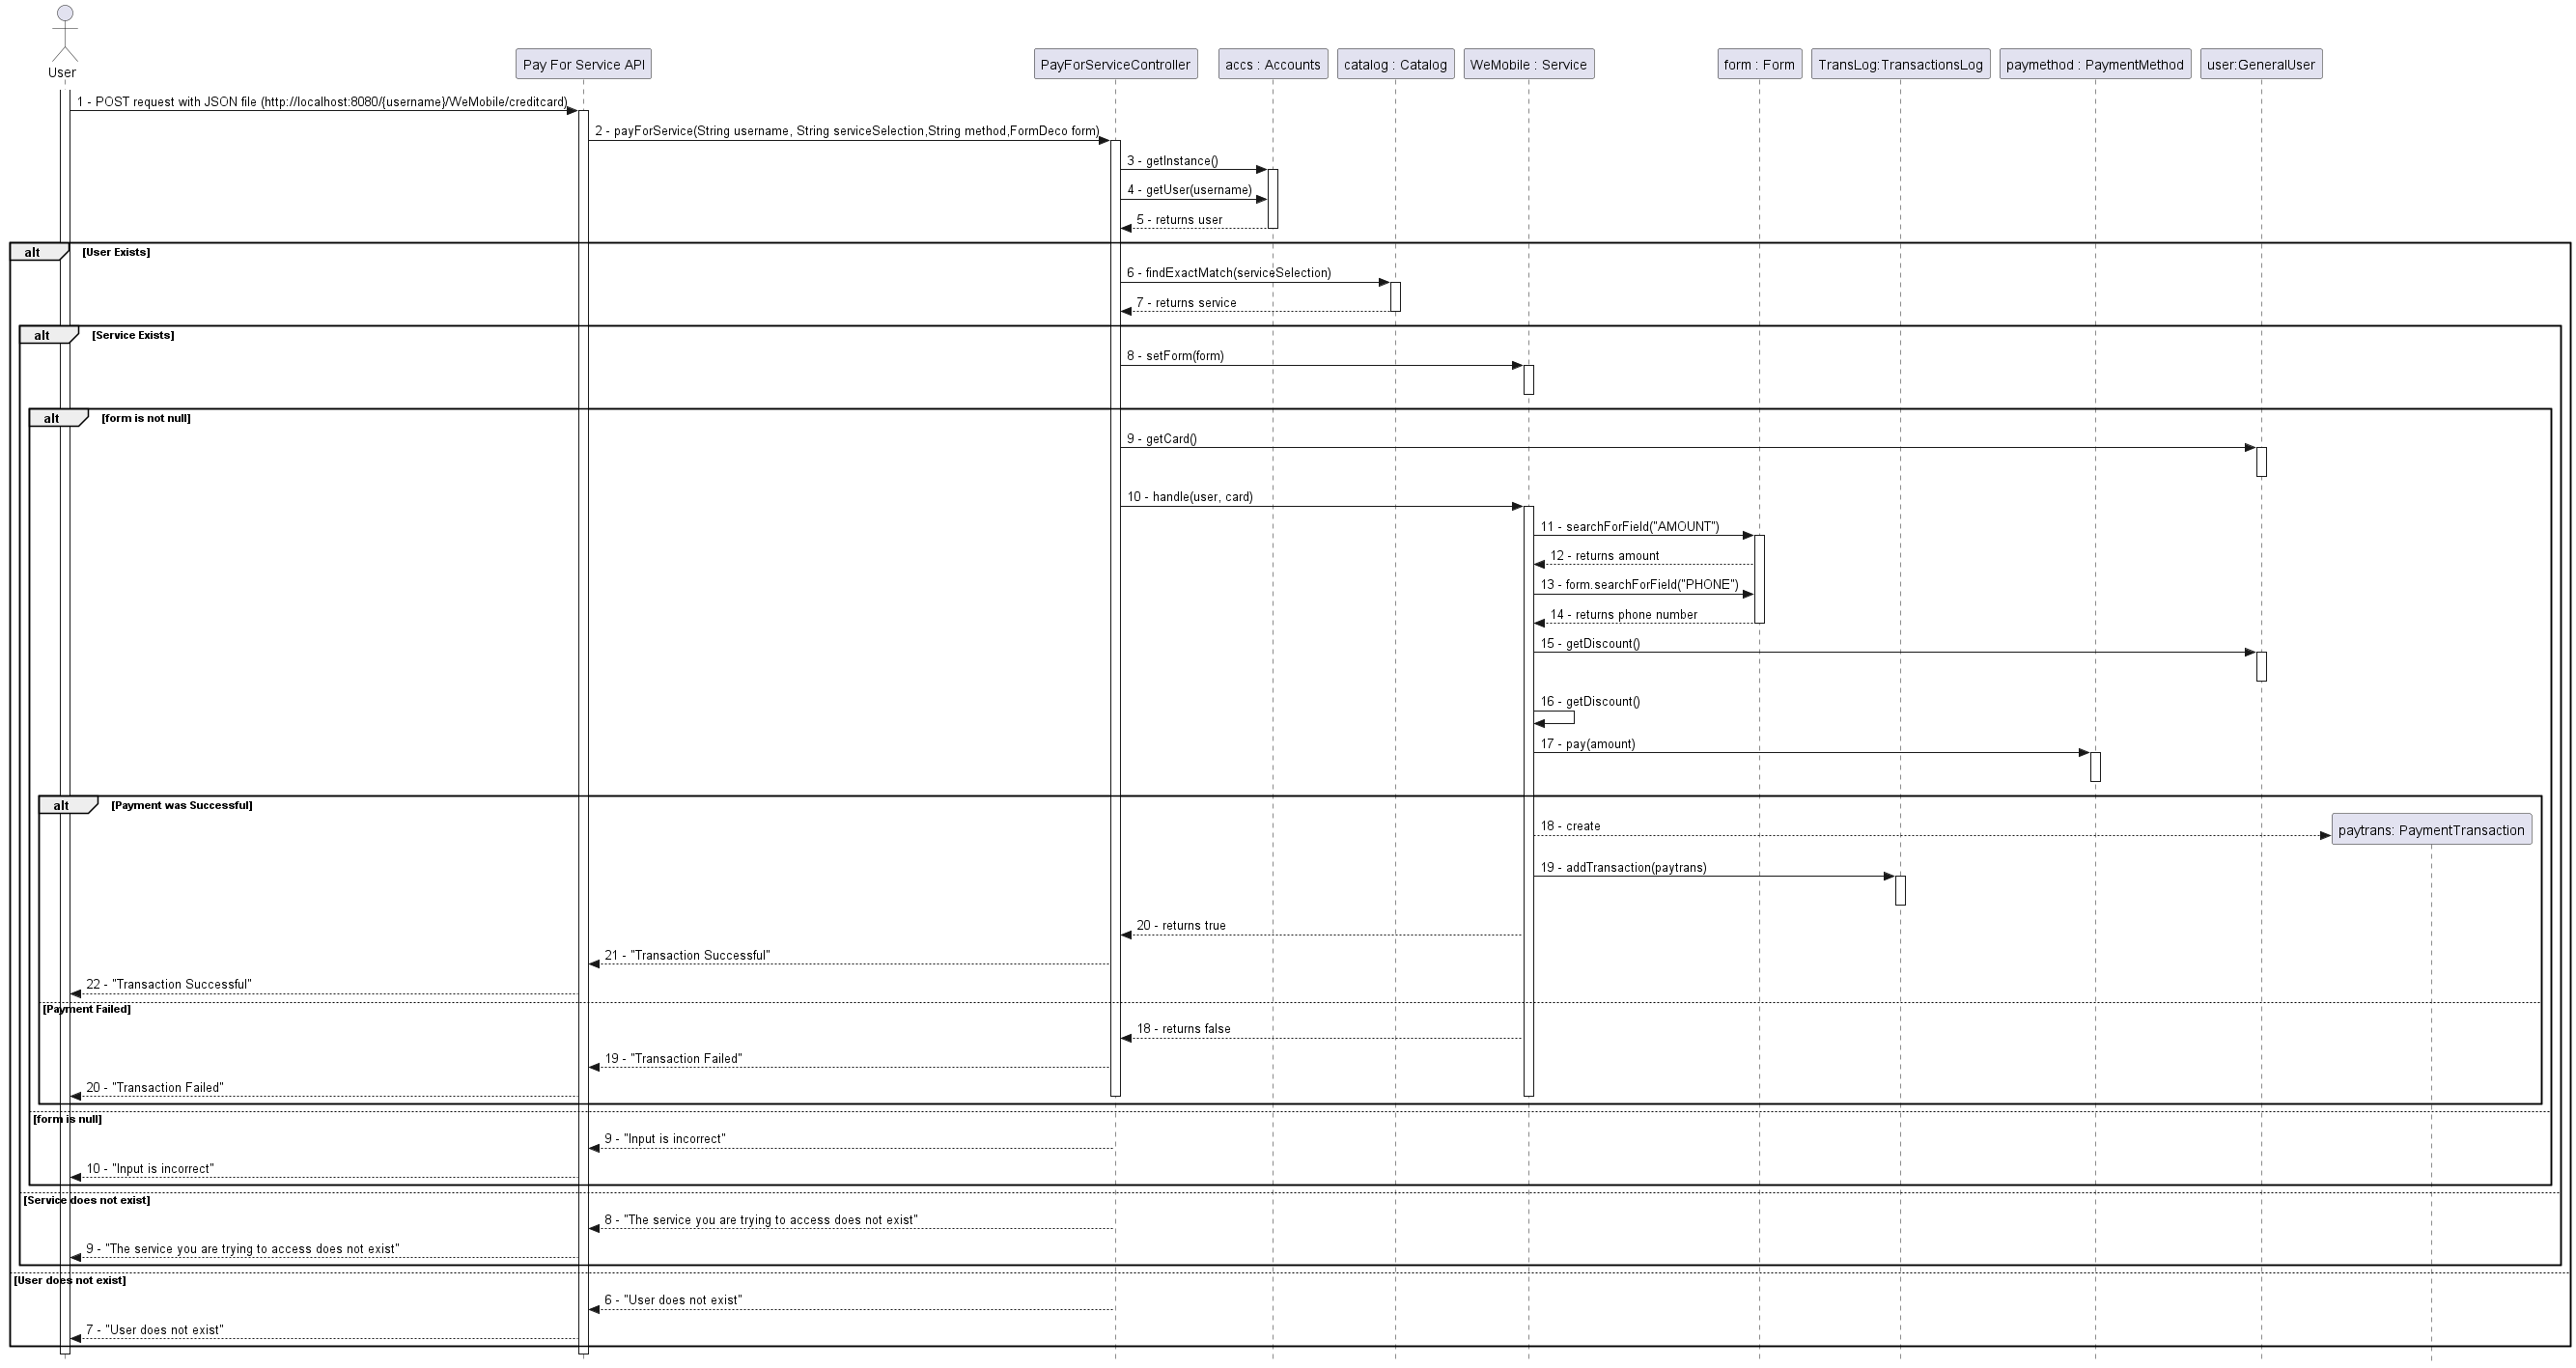 User
Pay For Service API
PayForServiceController
accs : Accounts
catalog : Catalog
WeMobile : Service
form : Form
TransLog:TransactionsLog
paymethod : PaymentMethod
user:GeneralUser
1 - POST request with JSON file (http://localhost:8080/{username}/WeMobile/creditcard)
2 - payForService(String username, String serviceSelection,String method,FormDeco form)
3 - getInstance()
4 - getUser(username)
5 - returns user
alt [User Exists]
6 - findExactMatch(serviceSelection)
7 - returns service
alt [Service Exists]
8 - setForm(form)
alt [form is not null]
9 - getCard()
10 - handle(user, card)
11 - searchForField("AMOUNT")
12 - returns amount
13 - form.searchForField("PHONE")
14 - returns phone number
15 - getDiscount()
16 - getDiscount()
17 - pay(amount)
alt [Payment was Successful]
18 - create
paytrans: PaymentTransaction
19 - addTransaction(paytrans)
20 - returns true
21 - "Transaction Successful"
22 - "Transaction Successful"
[Payment Failed]
18 - returns false
19 - "Transaction Failed"
20 - "Transaction Failed"
[form is null]
9 - "Input is incorrect"
10 - "Input is incorrect"
[Service does not exist]
8 - "The service you are trying to access does not exist"
9 - "The service you are trying to access does not exist"
[User does not exist]
6 - "User does not exist"
7 - "User does not exist"